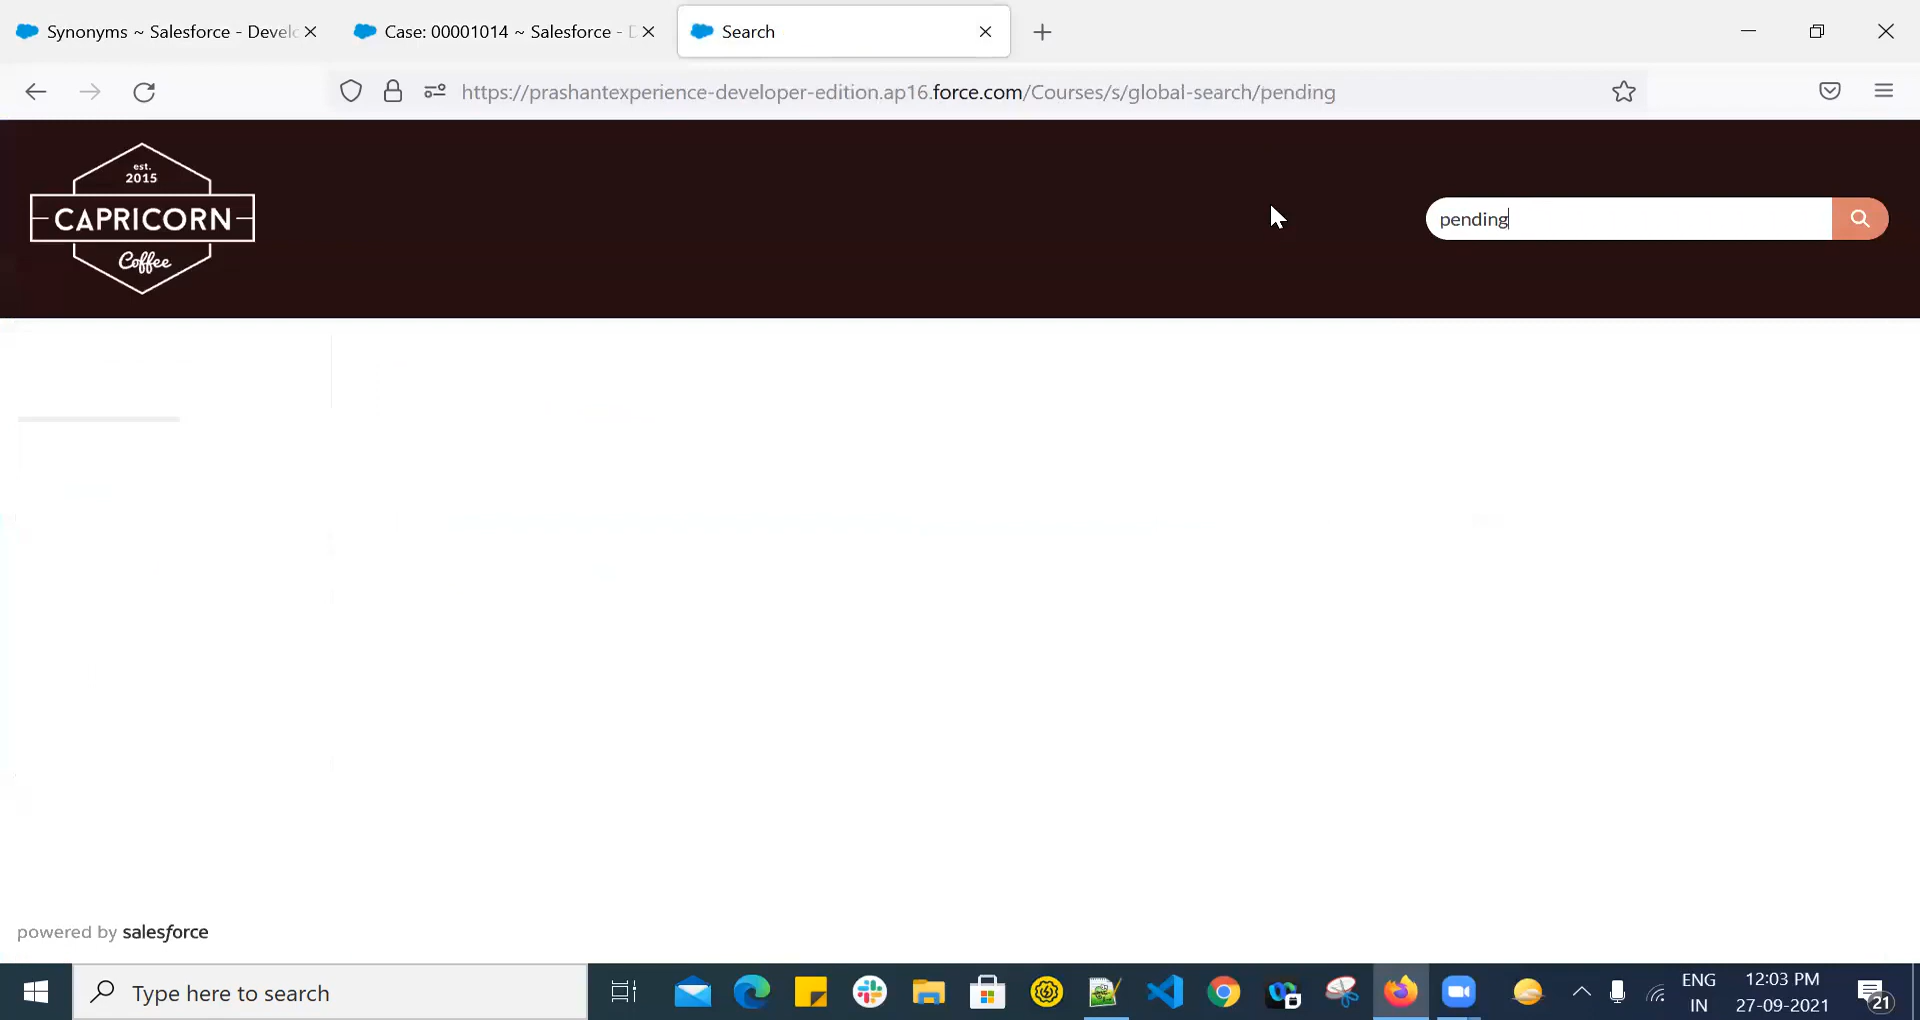 Synonyms ~ Salesforce - Devel
Case: 00001014 ~ Salesforce - D
Search
https://prashantexperience-developer-edition.ap16.force.com/Courses/s/global-search/pending
est.
2015
CAPRICORN
Coffee
pending
powered by salesforce
Type here to search
ENG
IN
12:03 PM
27-09-2021
21